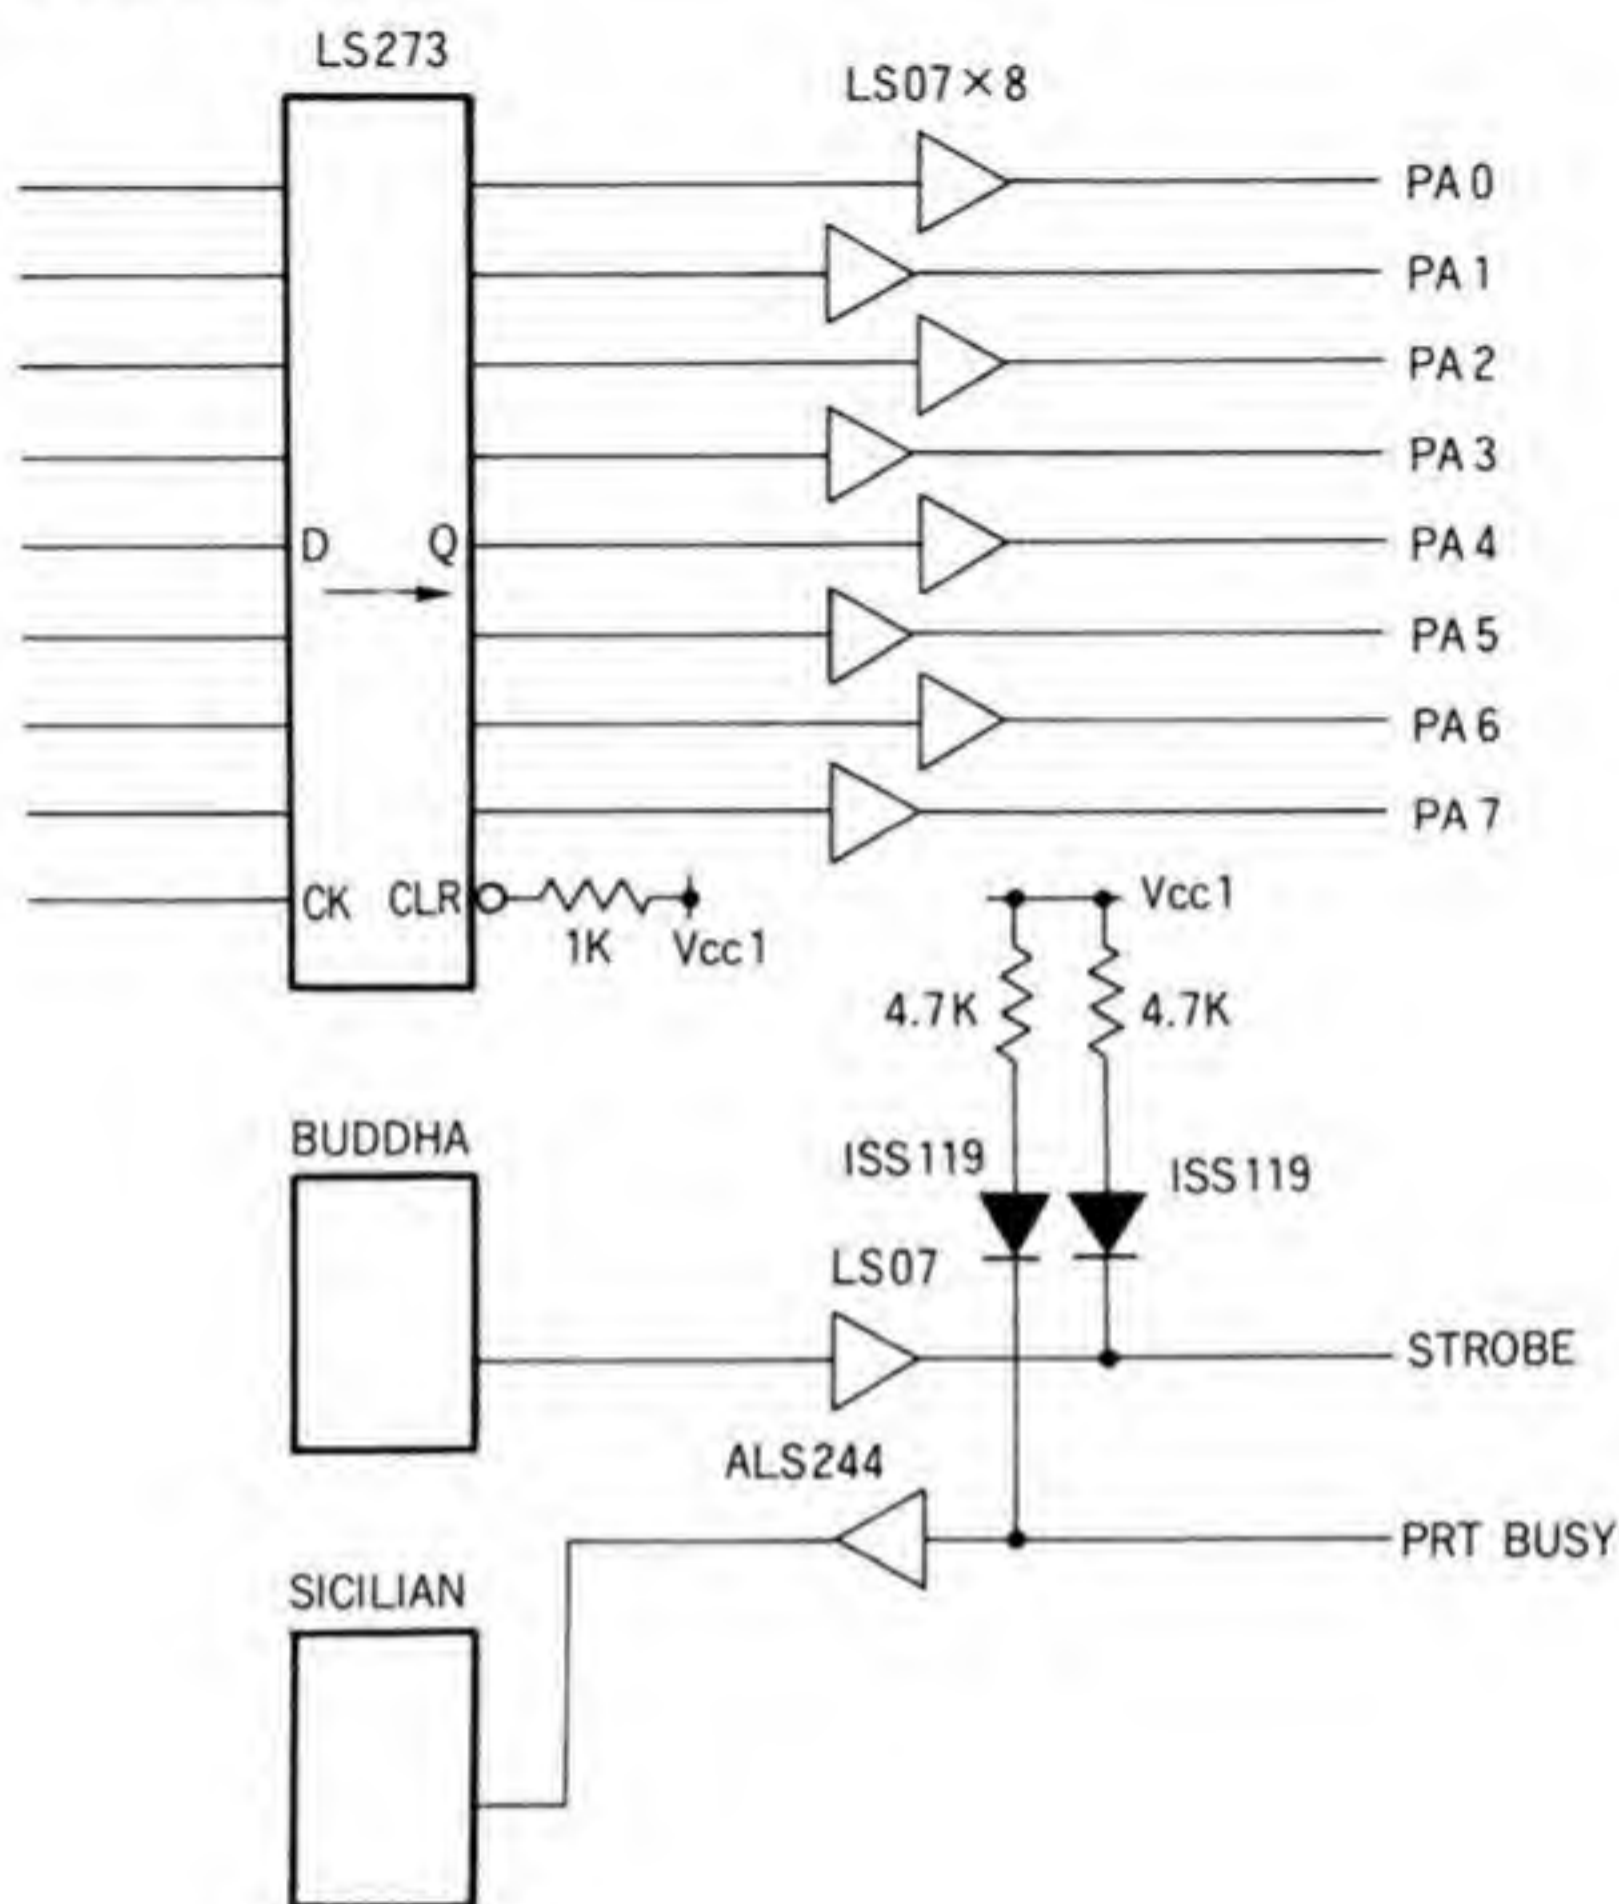 LS273
LS07×8
PA0
PA1
PA2
PA3
D Q
PA4
PA5
PA6
PA7
CK CLR
1K Vcc1
Vcc1
4.7K 4.7K
BUDDHA
ISS119 ISS119
LS07
STROBE
ALS244
PRT BUSY
SICILIAN